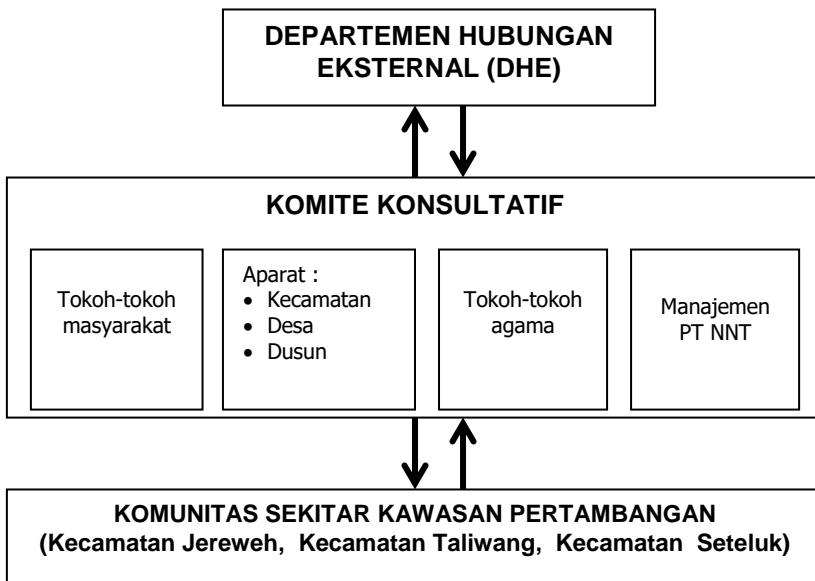 DEPARTEMEN HUBUNGAN
EKSTERNAL (DHE)
KOMITE KONSULTATIF
Tokoh-tokoh
masyarakat
Aparat :
• Kecamatan
• Desa
• Dusun
Tokoh-tokoh
agama
Manajemen
PT NNT
KOMUNITAS SEKITAR KAWASAN PERTAMBANGAN
(Kecamatan Jereweh, Kecamatan Taliwang, Kecamatan Seteluk)